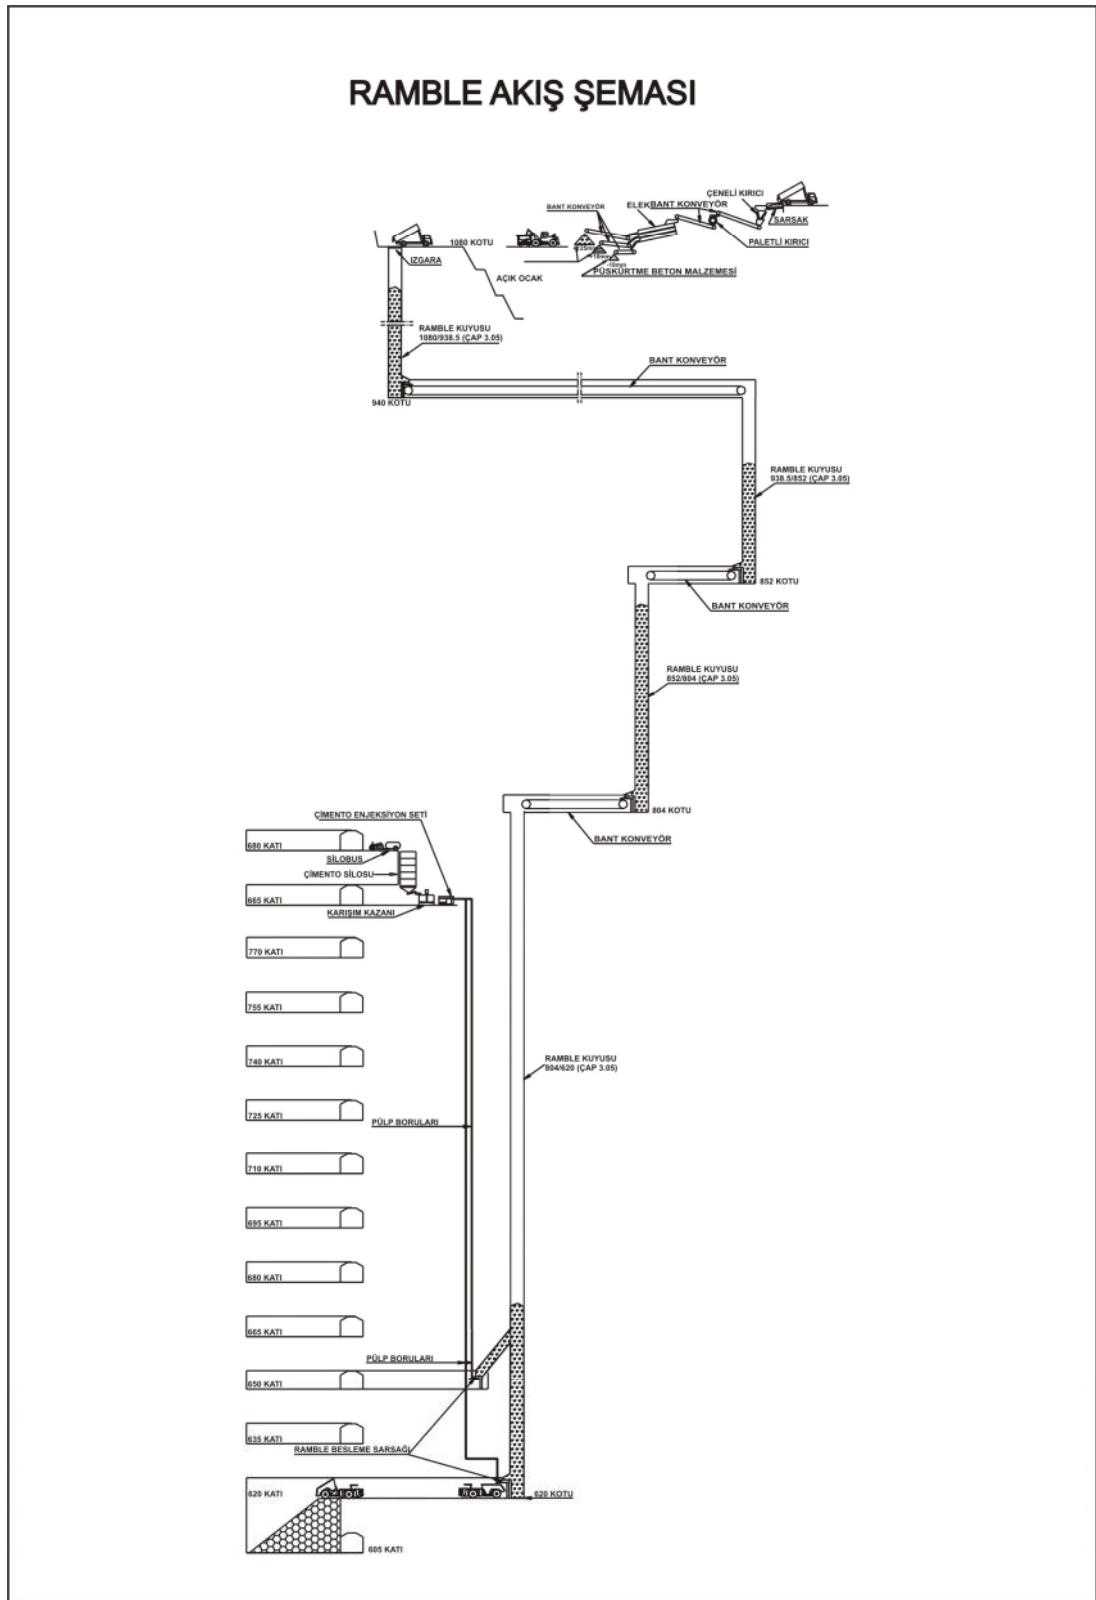 RAMBLE AKIŞ ŞEMASI
ÇENELİ KIRICI
ELEK
BANT KONVEYÖR
BANT KONVEYÖR
SARSAK
PALETLİ KIRICI
1080 KOTU
IZGARA
+10mm
-10mm
PÜSKÜRTME BETON MALZEMESİ
AÇIK OCAK
RAMBLE KUYUSU
1080/938.5 (ÇAP 3.05)
BANT KONVEYÖR
940 KOTU
RAMBLE KUYUSU
938.5/852 (ÇAP 3.05)
852 KOTU
BANT KONVEYÖR
RAMBLE KUYUSU
852/804 (ÇAP 3.05)
804 KOTU
BANT KONVEYÖR
ÇİMENTO ENJEKSİYON SETİ
680 KATI
SİLOBUS
ÇİMENTO SİLOSU
665 KATI
KARIŞIM KAZANI
770 KATI
755 KATI
740 KATI
RAMBLE KUYUSU
804/620 (ÇAP 3.05)
725 KATI
PÜLP BORULARI
710 KATI
695 KATI
680 KATI
665 KATI
PÜLP BORULARI
650 KATI
635 KATI
RAMBLE BESLEME SARSAĞI
620 KATI
620 KOTU
605 KATI